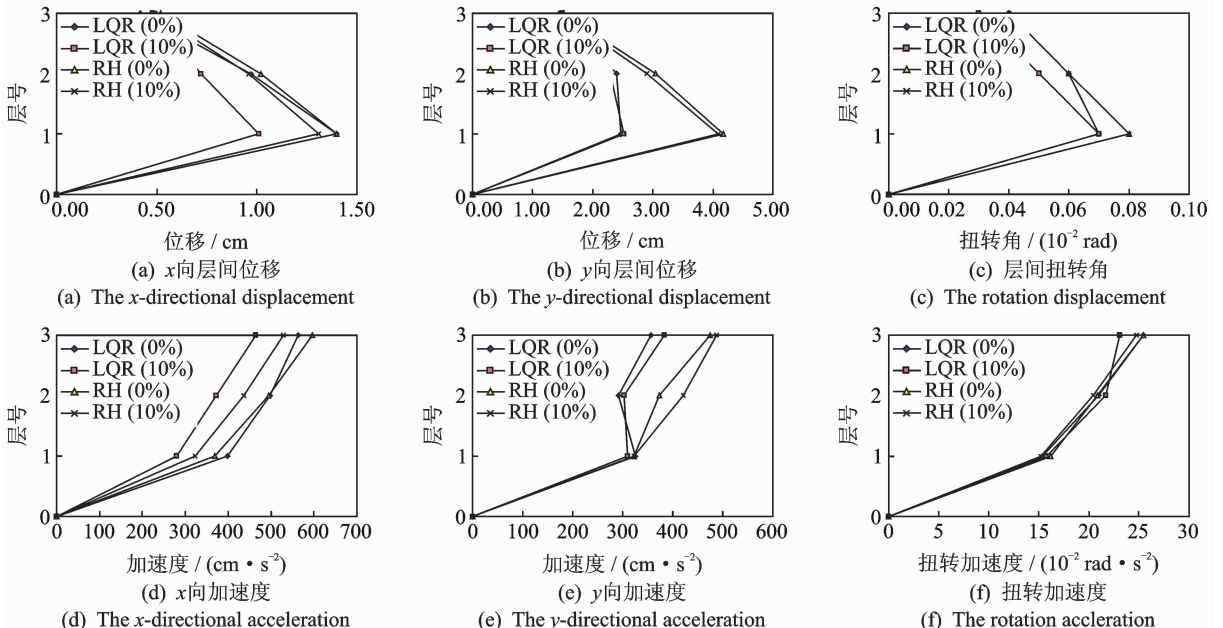 3
LQR (0%)
LQR (10%)
2
RH (0%)
RH (10%)
层号
1
0
0.00 0.50 1.00 1.50
位移 / cm
(a) x向层间位移
(a) The x-directional displacement
3
LQR (0%)
LQR (10%)
2
RH (0%)
RH (10%)
层号
1
0
0.00 1.00 2.00 3.00 4.00 5.00
位移 / cm
(b) y向层间位移
(b) The y-directional displacement
3
LQR (0%)
LQR (10%)
2
RH (0%)
RH (10%)
层号
1
0
0.00 0.02 0.04 0.06 0.08 0.10
扭转角 / (10⁻² rad)
(c) 层间扭转角
(c) The rotation displacement
3
LQR (0%)
LQR (10%)
2
RH (0%)
RH (10%)
层号
1
0
0 100 200 300 400 500 600 700
加速度 / (cm·s⁻²)
(d) x向加速度
(d) The x-directional acceleration
3
LQR (0%)
LQR (10%)
2
RH (0%)
RH (10%)
层号
1
0
0 100 200 300 400 500 600
加速度 / (cm·s⁻²)
(e) y向加速度
(e) The y-directional acceleration
3
LQR (0%)
LQR (10%)
2
RH (0%)
RH (10%)
层号
1
0
0 5 10 15 20 25 30
扭转加速度 / (10⁻² rad·s⁻²)
(f) 扭转加速度
(f) The rotation accleration